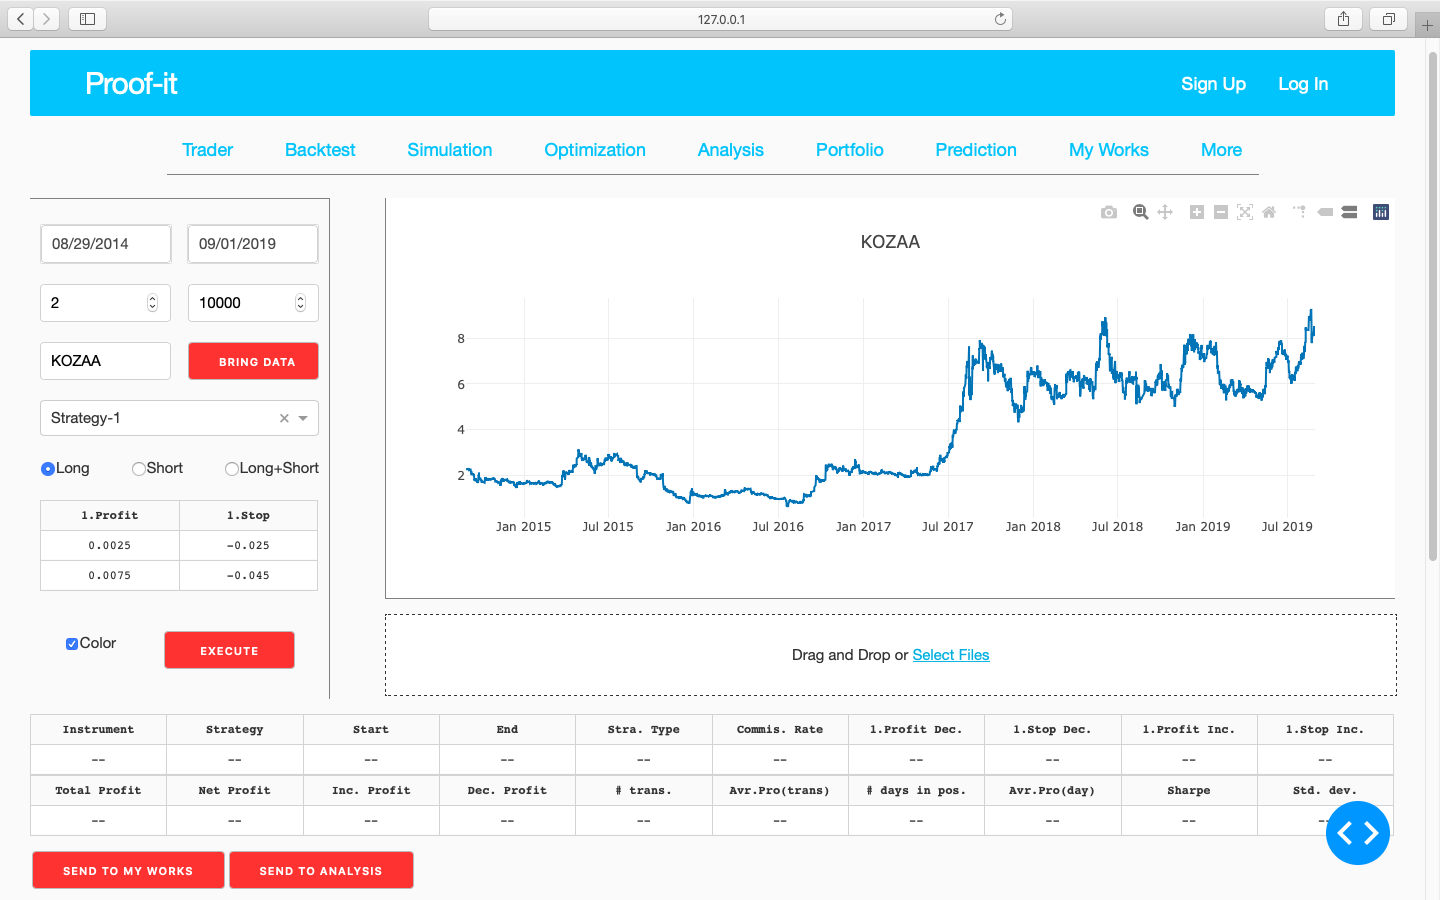 127.0.0.1
Proof-it
Sign Up Log In
Trader Backtest Simulation Optimization Analysis Portfolio Prediction My Works More
08/29/2014 09/01/2019
2 10000
KOZAA BRING DATA
Strategy-1
Long Short Long+Short
1.Profit 1.Stop
0.0025 -0.025
0.0075 -0.045
Color EXECUTE
KOZAA
8
6
4
2
Jan 2015 Jul 2015 Jan 2016 Jul 2016 Jan 2017 Jul 2017 Jan 2018 Jul 2018 Jan 2019 Jul 2019
Drag and Drop or Select Files
Instrument Strategy Start End Stra. Type Commis. Rate 1.Profit Dec. 1.Stop Dec. 1.Profit Inc. 1.Stop Inc.
-- -- -- -- -- -- -- -- -- --
Total Profit Net Profit Inc. Profit Dec. Profit # trans. Avr.Pro(trans) # days in pos. Avr.Pro(day) Sharpe Std. dev.
-- -- -- -- -- -- -- -- -- --
SEND TO MY WORKS SEND TO ANALYSIS